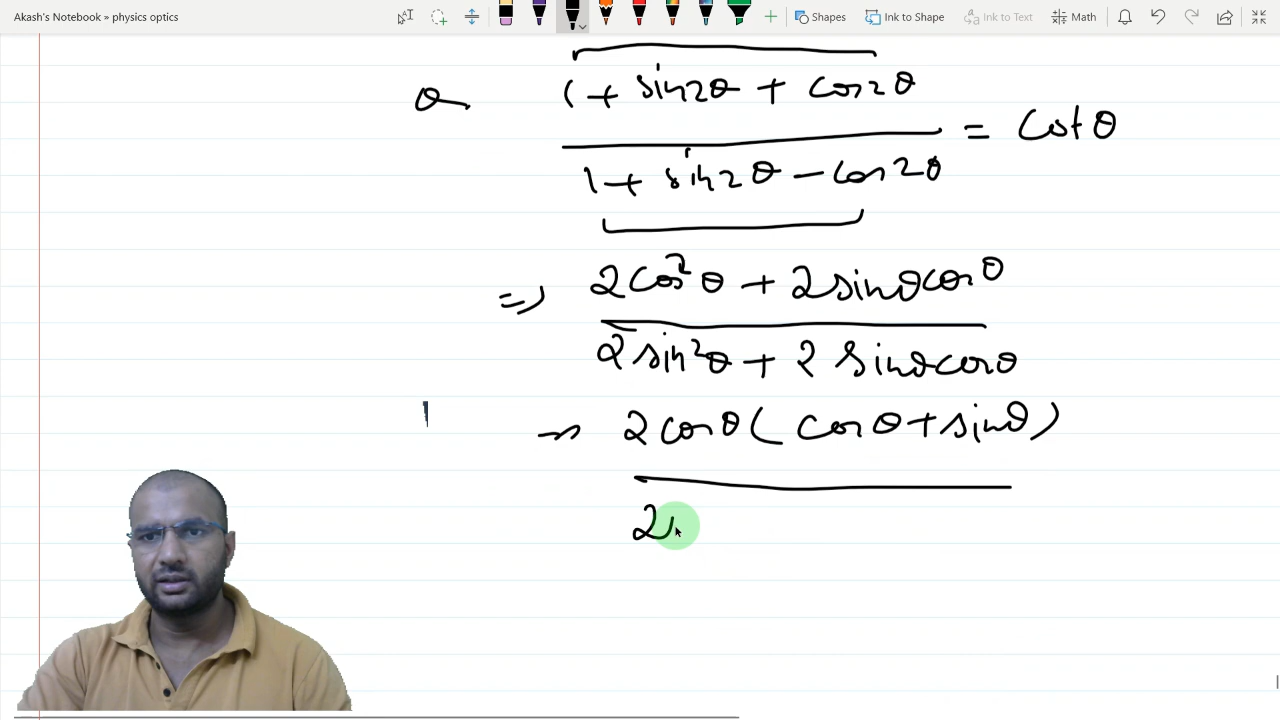 Akash's Notebook » physics optics
Shapes
Ink to Shape
Ink to Text
Math
1 + sin2θ + cos2θ
1 + sin2θ - cos2θ
= cot θ
=> 2cos²θ + 2sinθcosθ
2sin²θ + 2sinθcosθ
2cosθ(cosθ+sinθ)
2